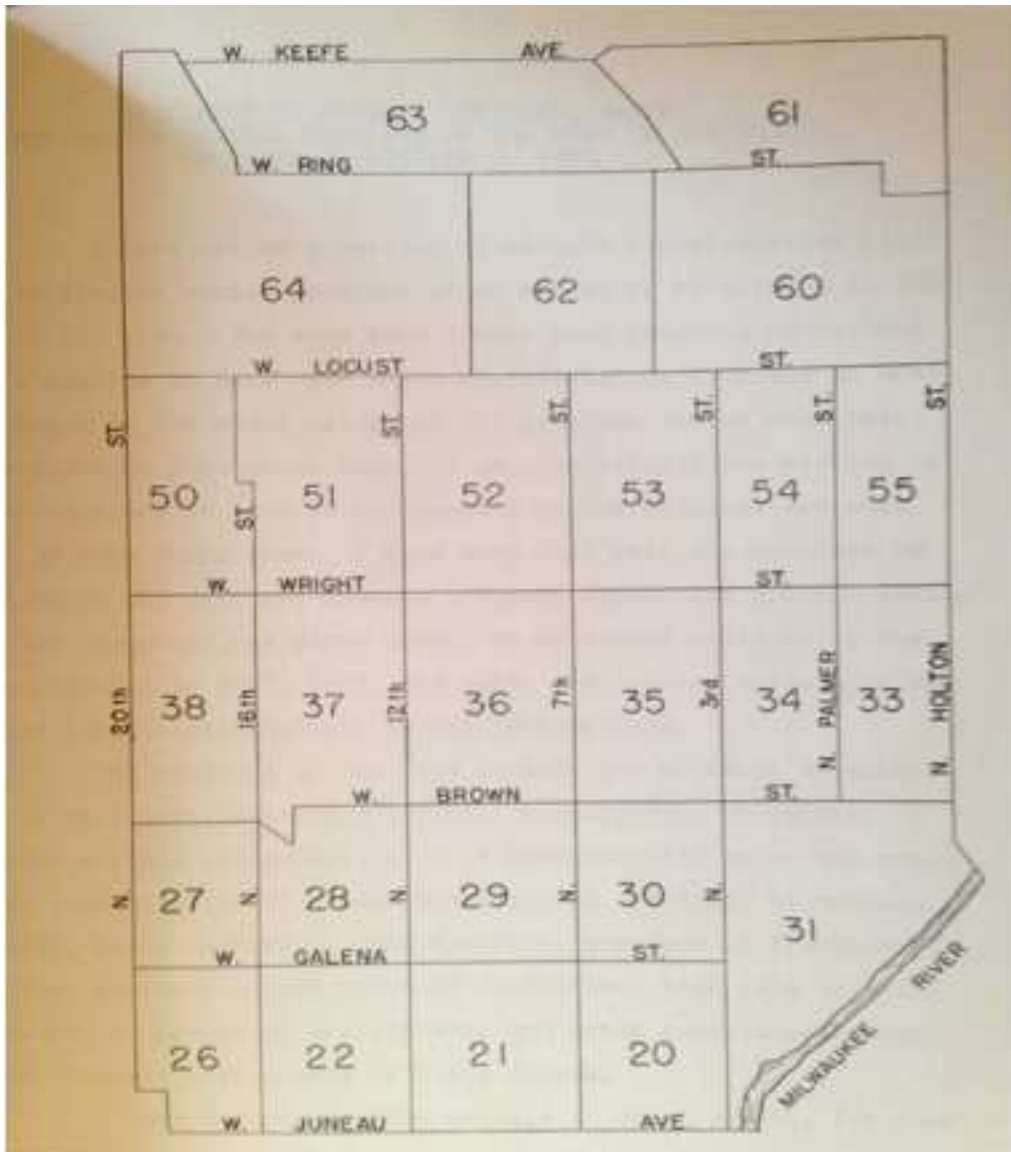 W. KEEFE AVE.
63
61
W. RING ST.
64
62
60
W. LOCUST ST.
ST.
ST.
ST.
ST.
ST.
ST.
ST.
50
51
52
53
54
55
W. WRIGHT ST.
20th
38
16th
37
12th
36
7th
35
3rd
34
N. PALMER
33
N. HOLTON
W. BROWN ST.
N.
27
N.
28
N.
29
N.
30
N.
31
W. GALENA ST.
MILWAUKEE RIVER
26
22
21
20
W. JUNEAU AVE